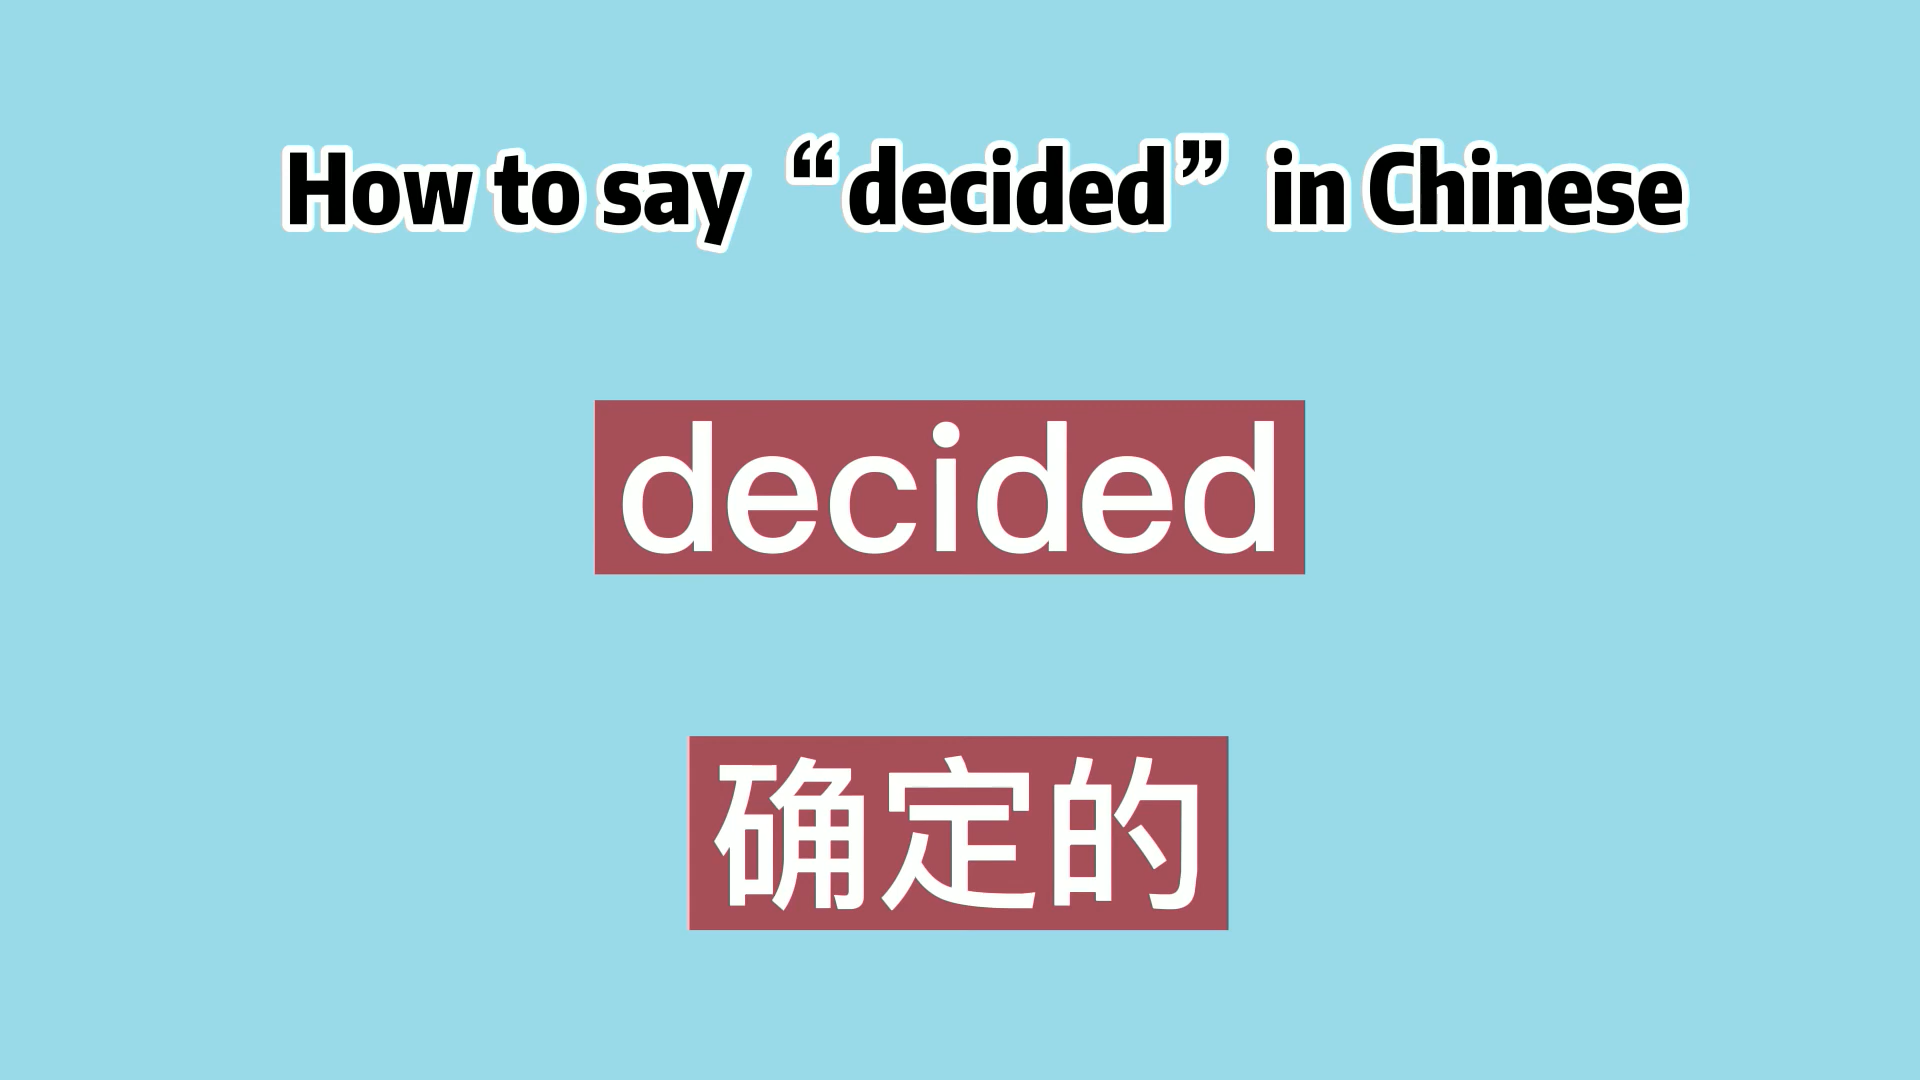 How to say “decided” in Chinese
decided
确定的